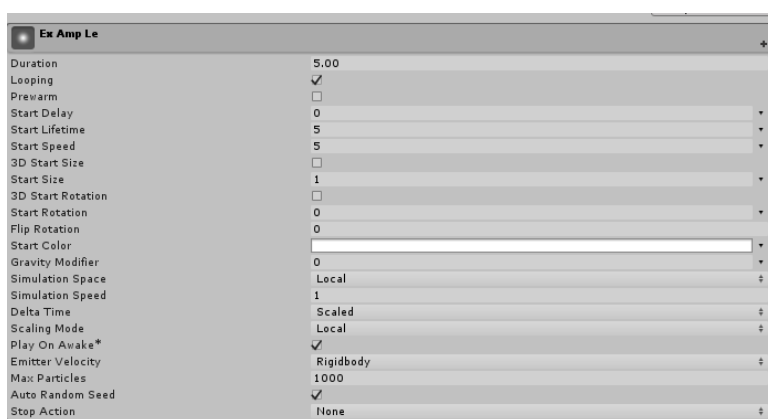 Ex Amp Le
Duration 5.00
Looping
Prewarm
Start Delay 0
Start Lifetime 5
Start Speed 5
3D Start Size
Start Size 1
3D Start Rotation
Start Rotation 0
Flip Rotation 0
Start Color
Gravity Modifier 0
Simulation Space Local
Simulation Speed 1
Delta Time Scaled
Scaling Mode Local
Play On Awake*
Emitter Velocity Rigidbody
Max Particles 1000
Auto Random Seed
Stop Action None